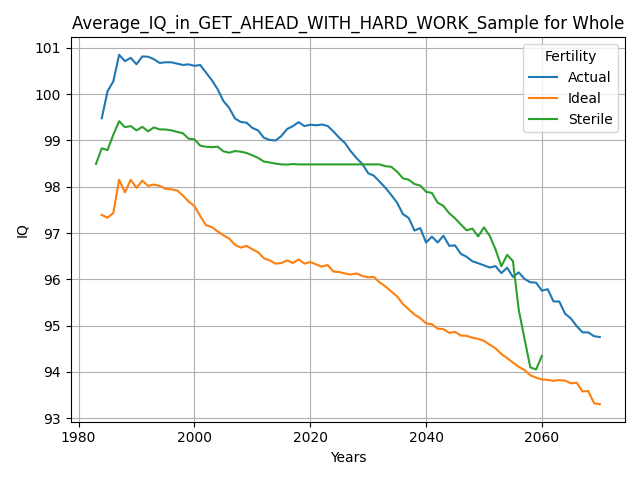 Average_IQ_in_GET_AHEAD_WITH_HARD_WORK_Sample for Whole
Fertility
Actual
Ideal
Sterile
101
100
99
98
97
96
95
94
93
IQ
1980
2000
2020
2040
2060
Years